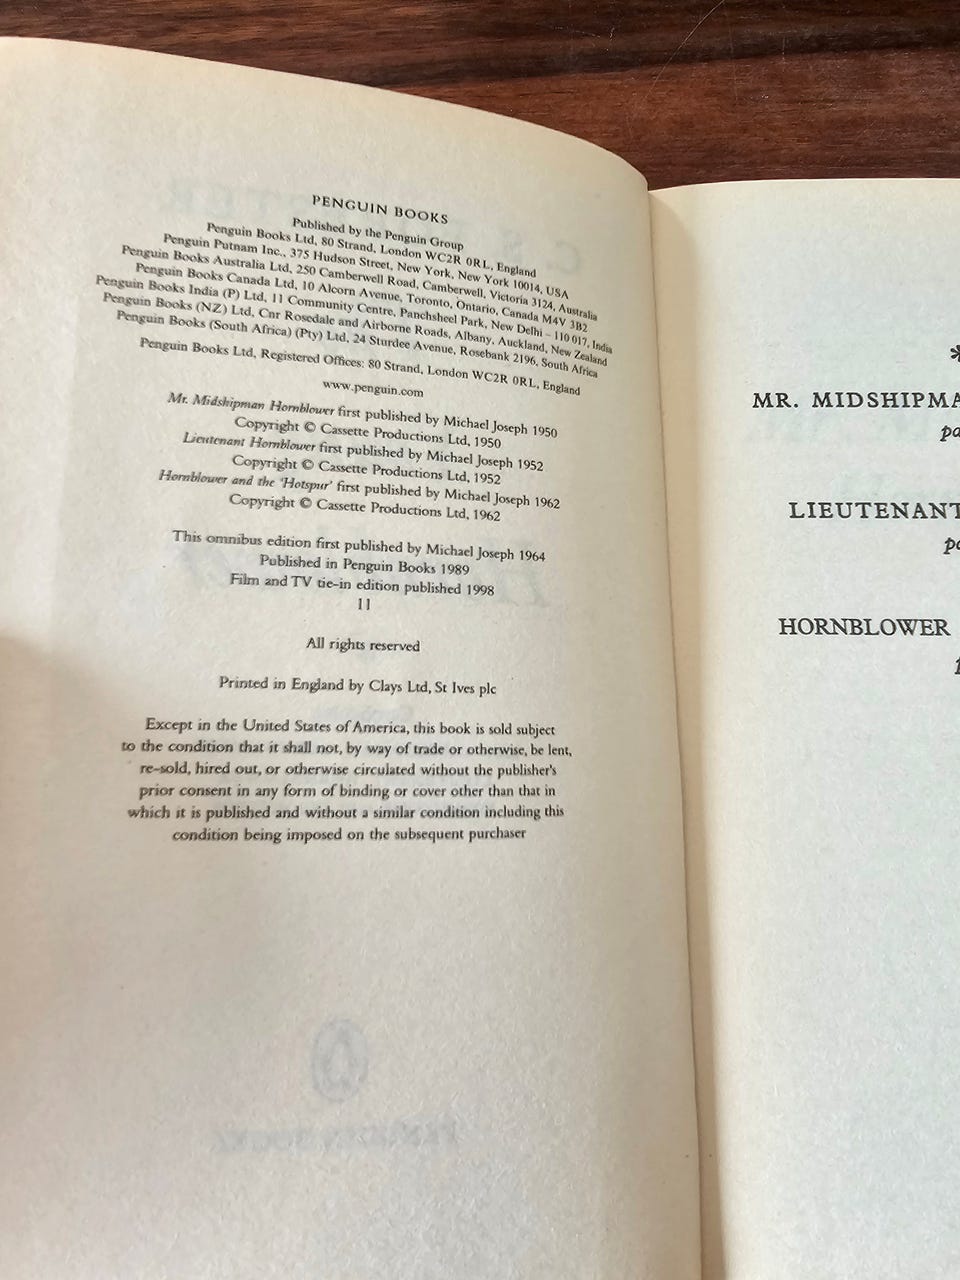 PENGUIN BOOKS
Published by the Penguin Group
Penguin Books Ltd, 80 Strand, London WC2R 0RL, England
Penguin Putnam Inc., 375 Hudson Street, New York, New York 10014, USA
Penguin Books Australia Ltd, 250 Camberwell Road, Camberwell, Victoria 3124, Australia
Penguin Books Canada Ltd, 10 Alcorn Avenue, Toronto, Ontario, Canada M4V 3B2
Penguin Books India (P) Ltd, 11 Community Centre, Panchsheel Park, New Delhi – 110 017, India
Penguin Books (NZ) Ltd, Cnr Rosedale and Airborne Roads, Albany, Auckland, New Zealand
Penguin Books (South Africa) (Pty) Ltd, 24 Sturdee Avenue, Rosebank 2196, South Africa
Penguin Books Ltd, Registered Offices: 80 Strand, London WC2R 0RL, England
www.penguin.com
Mr. Midshipman Hornblower first published by Michael Joseph 1950
Copyright © Cassette Productions Ltd, 1950
Lieutenant Hornblower first published by Michael Joseph 1952
Copyright © Cassette Productions Ltd, 1952
Hornblower and the 'Hotspur' first published by Michael Joseph 1962
Copyright © Cassette Productions Ltd, 1962
This omnibus edition first published by Michael Joseph 1964
Published in Penguin Books 1989
Film and TV tie-in edition published 1998
11
All rights reserved
Printed in England by Clays Ltd, St Ives plc
Except in the United States of America, this book is sold subject
to the condition that it shall not, by way of trade or otherwise, be lent,
re-sold, hired out, or otherwise circulated without the publisher's
prior consent in any form of binding or cover other than that in
which it is published and without a similar condition including this
condition being imposed on the subsequent purchaser
*
MR. MIDSHIPMA
pa
LIEUTENANT
pa
HORNBLOWER